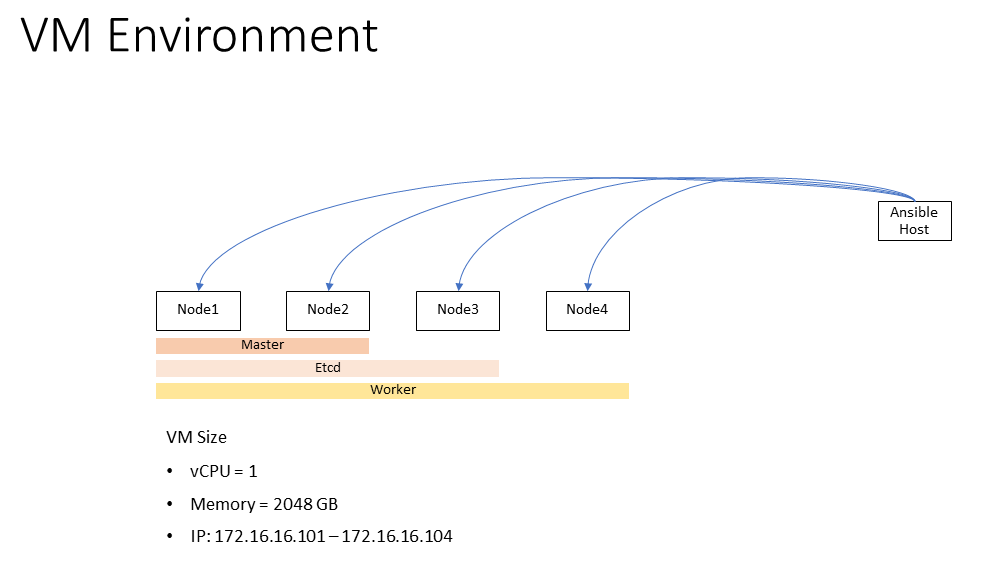 VM Environment
Ansible
Host
Node1
Node2
Node3
Node4
Master
Etcd
Worker
VM Size
• vCPU = 1
• Memory = 2048 GB
• IP: 172.16.16.101 – 172.16.16.104